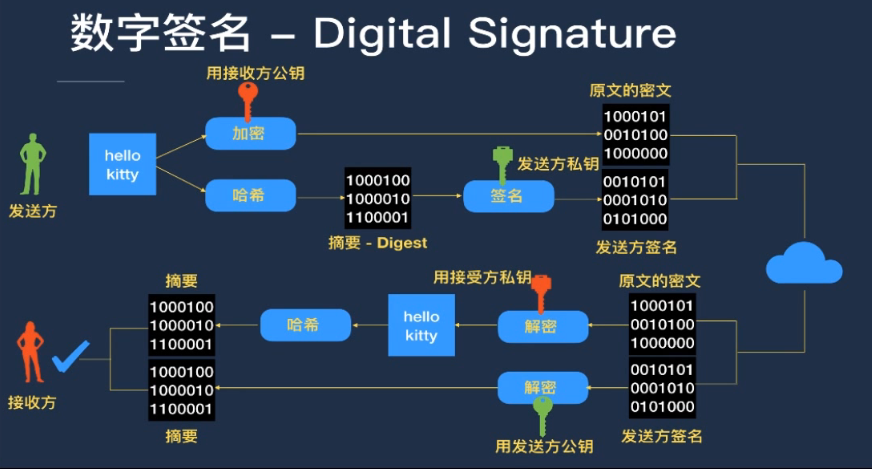 数字签名 – Digital Signature
用接收方公钥
原文的密文
加密
1000101
0010100
1000000
hello
kitty
发送方私钥
哈希
1000100
1000010
1100001
签名
0010101
0001010
0101000
发送方
摘要 - Digest
发送方签名
摘要
用接受方私钥
原文的密文
1000100
1000010
1100001
哈希
hello
kitty
解密
1000101
0010100
1000000
1000100
1000010
1100001
解密
0010101
0001010
0101000
接收方
摘要
用发送方公钥
发送方签名